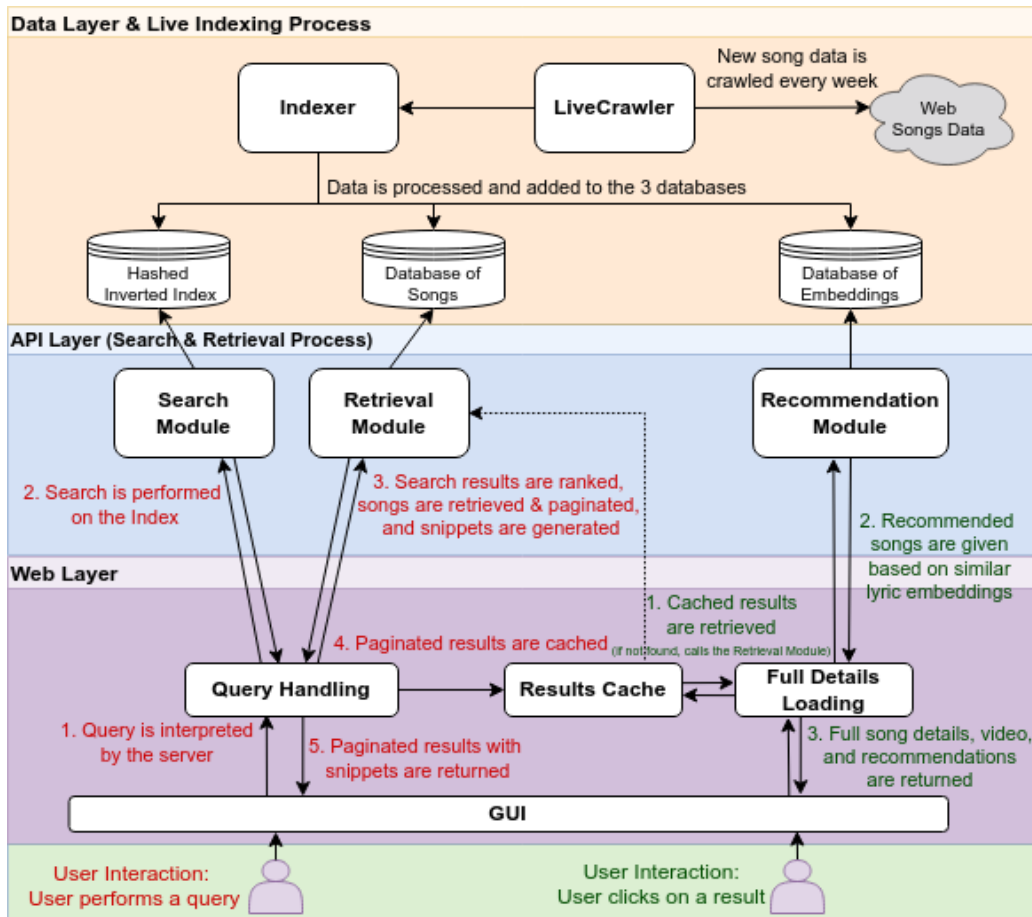 Data Layer & Live Indexing Process
New song data is
crawled every week
Indexer
LiveCrawler
Web
Songs Data
Data is processed and added to the 3 databases
Hashed
Inverted Index
Database of
Songs
Database of
Embeddings
API Layer (Search & Retrieval Process)
Search
Module
Retrieval
Module
Recommendation
Module
2. Search is performed
on the Index
3. Search results are ranked,
songs are retrieved & paginated,
and snippets are generated
2. Recommended
songs are given
based on similar
lyric embeddings
Web Layer
1. Cached results
are retrieved
(if not found, calls the Retrieval Module)
4. Paginated results are cached
Query Handling
Results Cache
Full Details
Loading
1. Query is interpreted
by the server
5. Paginated results with
snippets are returned
3. Full song details, video,
and recommendations
are returned
GUI
User Interaction:
User performs a query
User Interaction:
User clicks on a result